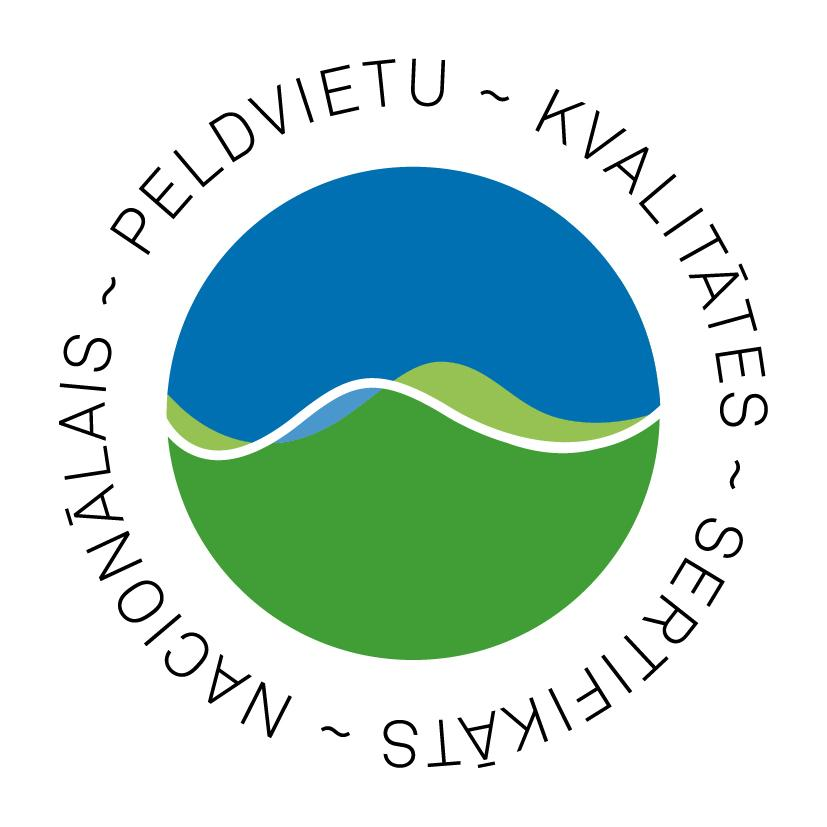 NACIONĀLAIS ~ PELDVIETU ~ KVALITĀTES ~ SERTIFIKĀTS ~